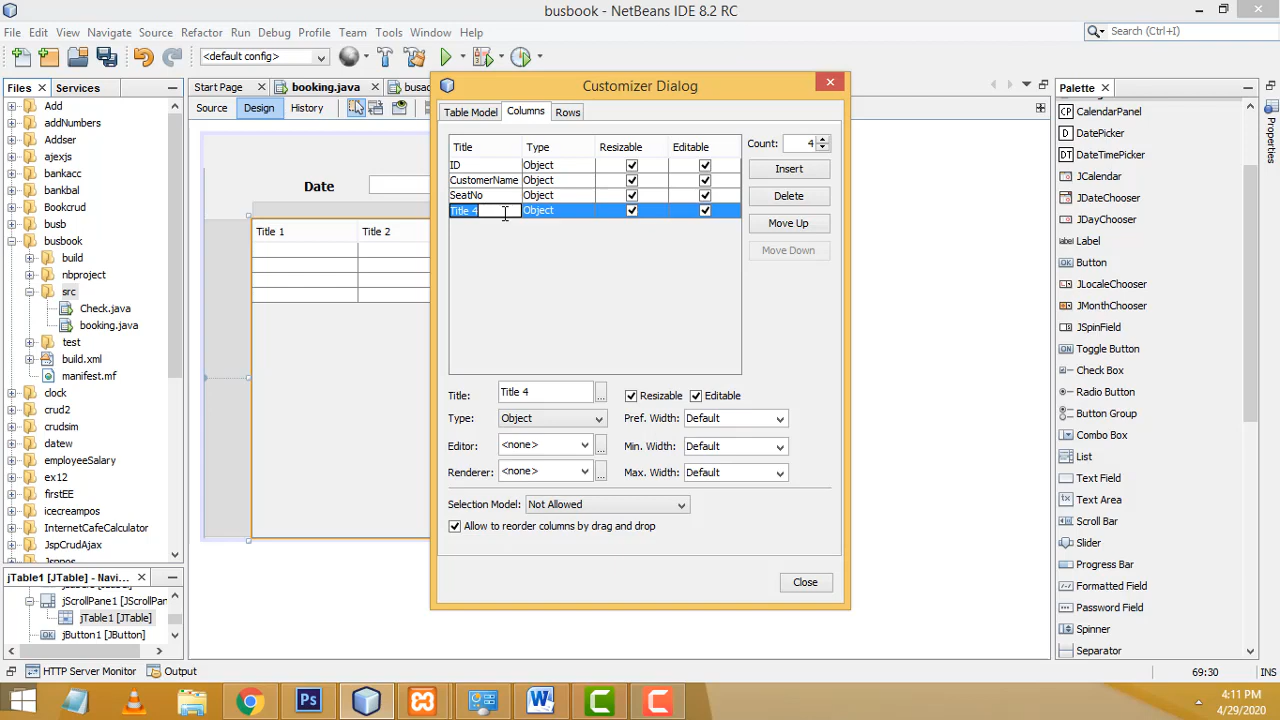 busbook - NetBeans IDE 8.2 RC
File Edit View Navigate Source Refactor Run Debug Profile Team Tools Window Help
Search (Ctrl+I)
<default config>
Files Services
Start Page booking.java busac
Source Design History
Add
addNumbers
Addser
ajexjs
bankacc
bankbal
Bookcrud
busb
busbook
build
nbproject
src
Check.java
booking.java
test
build.xml
manifest.mf
clock
crud2
crudsim
datew
employeeSalary
ex12
firstEE
icecreampos
InternetCafeCalculator
JspCrudAjax
Jsppos
jTable1 [JTable] - Navi...
jScrollPane1 [JScrollPan
jTable1 [JTable]
jButton1 [JButton]
Date
Title 1 Title 2
Customizer Dialog
Table Model Columns Rows
Title Type Resizable Editable
ID Object
CustomerName Object
SeatNo Object
Title 4 Object
Count: 4
Insert
Delete
Move Up
Move Down
Title: Title 4 ... Resizable Editable
Type: Object Pref. Width: Default
Editor: <none> ... Min. Width: Default
Renderer: <none> ... Max. Width: Default
Selection Model: Not Allowed
Allow to reorder columns by drag and drop
Close
Palette
CalendarPanel
DatePicker
DateTimePicker
JCalendar
JDateChooser
JDayChooser
Label
Button
JLocaleChooser
JMonthChooser
JSpinField
Toggle Button
Check Box
Radio Button
Button Group
Combo Box
List
Text Field
Text Area
Scroll Bar
Slider
Progress Bar
Formatted Field
Password Field
Spinner
Separator
Properties
HTTP Server Monitor Output
69:30 INS
4:11 PM
4/29/2020